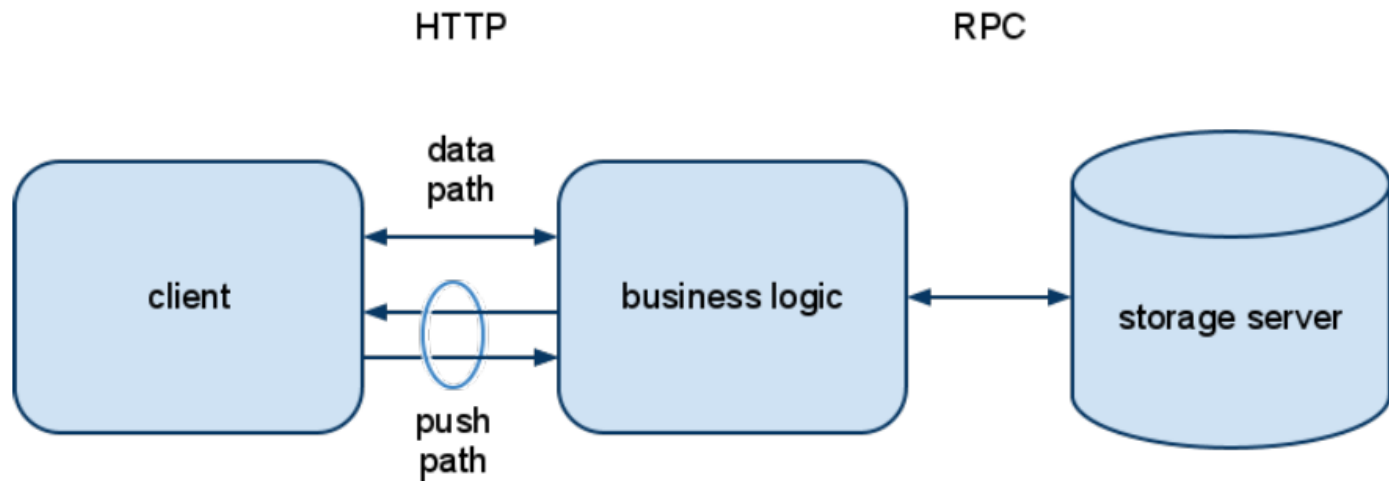 HTTP
RPC
data
path
client
business logic
storage server
push
path